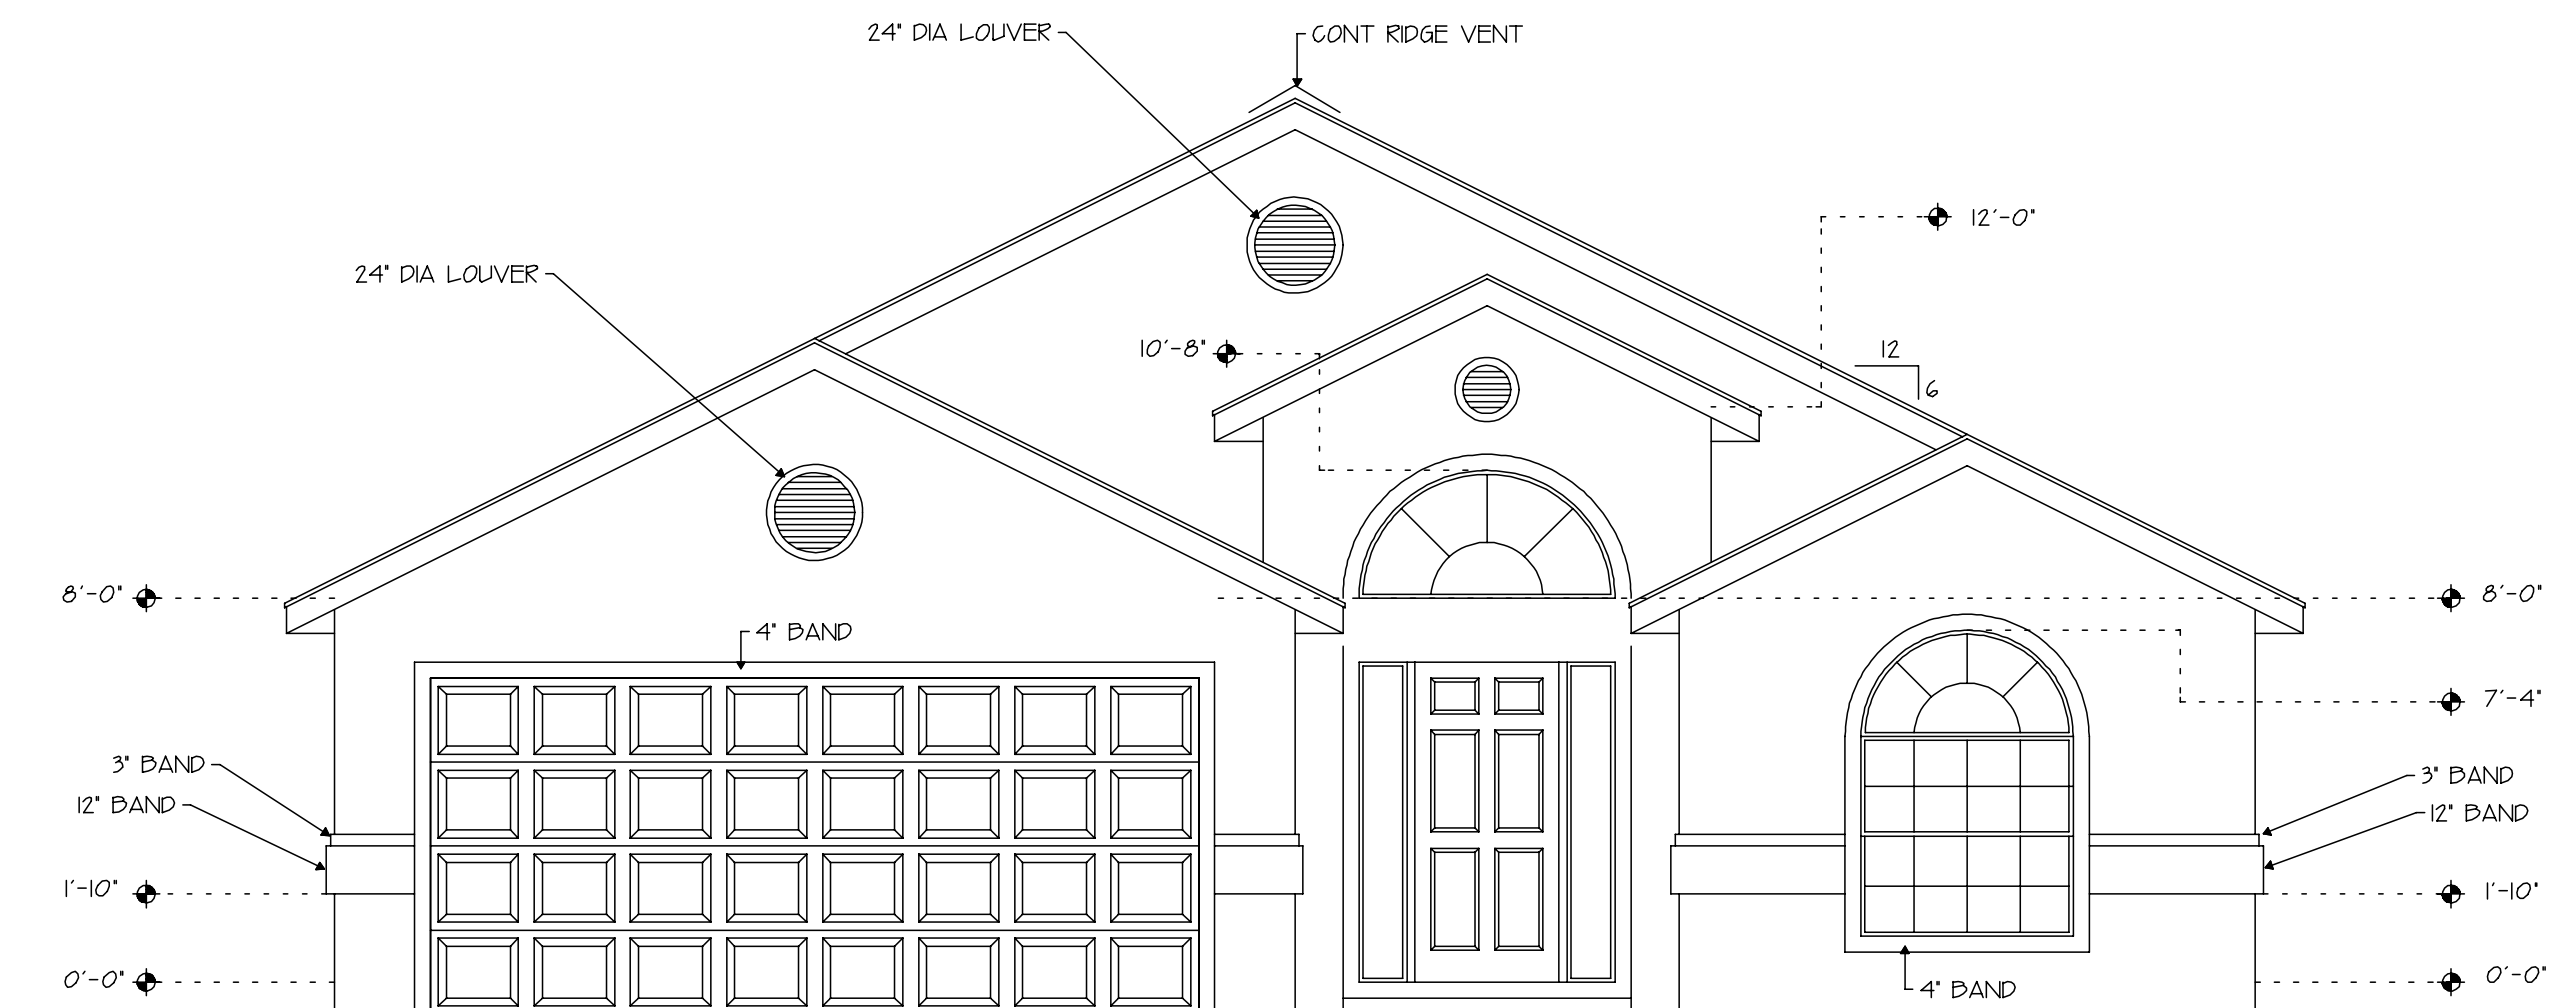 24" DIA LOUVER
CONT RIDGE VENT
12'-0"
24" DIA LOUVER
10'-8"
12
6
8'-0"
8'-0"
4" BAND
7'-4"
3" BAND
3" BAND
12" BAND
12" BAND
1'-10"
1'-10"
0'-0"
0'-0"
4" BAND